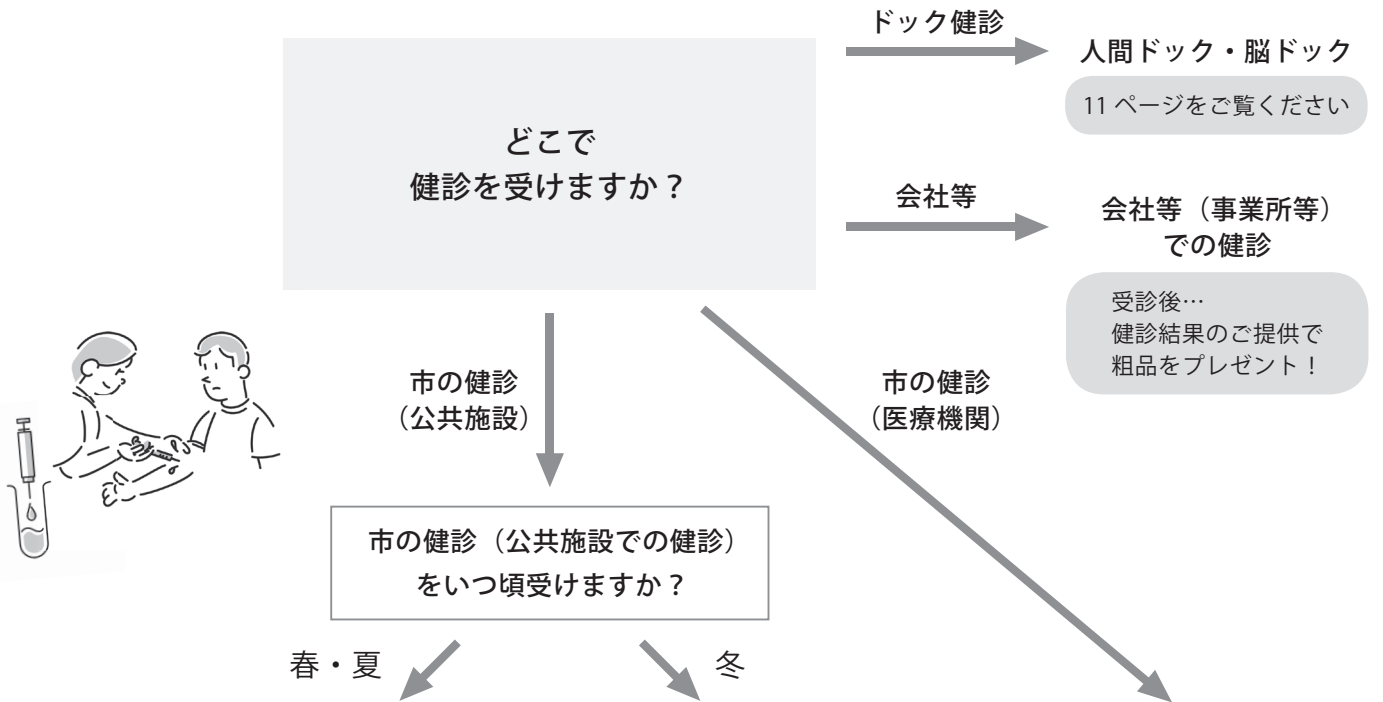 どこで
健診を受けますか？
ドック健診
人間ドック・脳ドック
11 ページをご覧ください
会社等
会社等（事業所等）
での健診
受診後…
健診結果のご提供で
粗品をプレゼント！
市の健診
（公共施設）
市の健診
（医療機関）
市の健診（公共施設での健診）
をいつ頃受けますか？
春・夏
冬